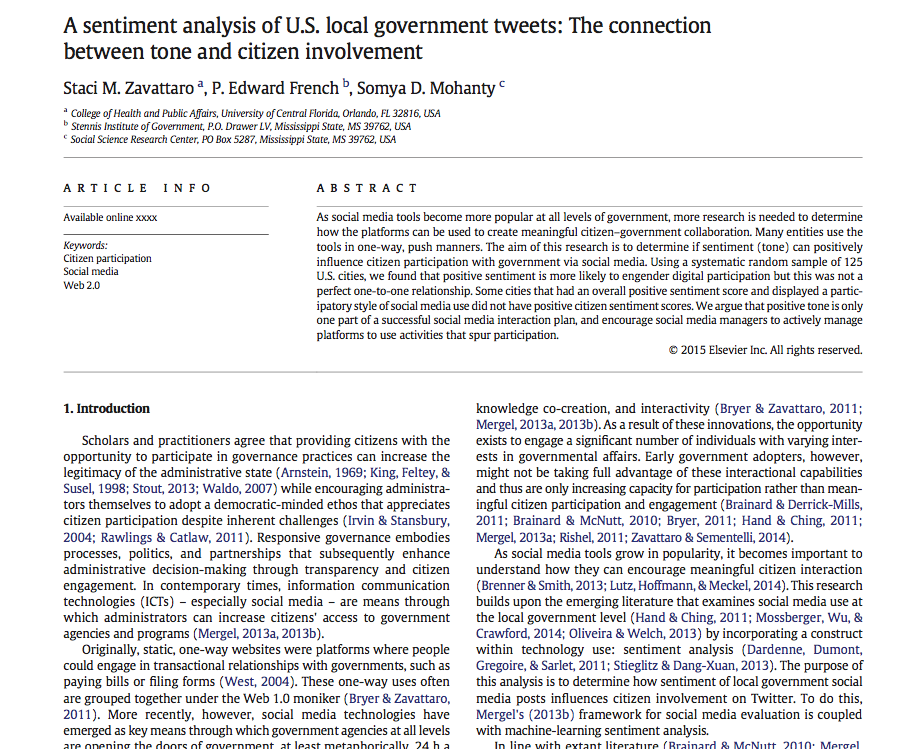 A sentiment analysis of U.S. local government tweets: The connection
between tone and citizen involvement
Staci M. Zavattaro a, P. Edward French b, Somya D. Mohanty c
a College of Health and Public Affairs, University of Central Florida, Orlando, FL 32816, USA
b Stennis Institute of Government, P.O. Drawer LV, Mississippi State, MS 39762, USA
c Social Science Research Center, PO Box 5287, Mississippi State, MS 39762, USA
ARTICLE INFO
Available online xxxx
Keywords:
Citizen participation
Social media
Web 2.0
ABSTRACT
As social media tools become more popular at all levels of government, more research is needed to determine
how the platforms can be used to create meaningful citizen–government collaboration. Many entities use the
tools in one-way, push manners. The aim of this research is to determine if sentiment (tone) can positively
influence citizen participation with government via social media. Using a systematic random sample of 125
U.S. cities, we found that positive sentiment is more likely to engender digital participation but this was not a
perfect one-to-one relationship. Some cities that had an overall positive sentiment score and displayed a partic-
ipatory style of social media use did not have positive citizen sentiment scores. We argue that positive tone is only
one part of a successful social media interaction plan, and encourage social media managers to actively manage
platforms to use activities that spur participation.
© 2015 Elsevier Inc. All rights reserved.
1. Introduction
Scholars and practitioners agree that providing citizens with the
opportunity to participate in governance practices can increase the
legitimacy of the administrative state (Arnstein, 1969; King, Feltey, &
Susel, 1998; Stout, 2013; Waldo, 2007) while encouraging administra-
tors themselves to adopt a democratic-minded ethos that appreciates
citizen participation despite inherent challenges (Irvin & Stansbury,
2004; Rawlings & Catlaw, 2011). Responsive governance embodies
processes, politics, and partnerships that subsequently enhance
administrative decision-making through transparency and citizen
engagement. In contemporary times, information communication
technologies (ICTs) – especially social media – are means through
which administrators can increase citizens' access to government
agencies and programs (Mergel, 2013a, 2013b).
Originally, static, one-way websites were platforms where people
could engage in transactional relationships with governments, such as
paying bills or filing forms (West, 2004). These one-way uses often
are grouped together under the Web 1.0 moniker (Bryer & Zavattaro,
2011). More recently, however, social media technologies have
emerged as key means through which government agencies at all levels
are opening the doors of government, at least metaphorically, 24 h a
knowledge co-creation, and interactivity (Bryer & Zavattaro, 2011;
Mergel, 2013a, 2013b). As a result of these innovations, the opportunity
exists to engage a significant number of individuals with varying inter-
ests in governmental affairs. Early government adopters, however,
might not be taking full advantage of these interactional capabilities
and thus are only increasing capacity for participation rather than mean-
ingful citizen participation and engagement (Brainard & Derrick-Mills,
2011; Brainard & McNutt, 2010; Bryer, 2011; Hand & Ching, 2011;
Mergel, 2013a; Rishel, 2011; Zavattaro & Sementelli, 2014).
As social media tools grow in popularity, it becomes important to
understand how they can encourage meaningful citizen interaction
(Brenner & Smith, 2013; Lutz, Hoffmann, & Meckel, 2014). This research
builds upon the emerging literature that examines social media use at
the local government level (Hand & Ching, 2011; Mossberger, Wu, &
Crawford, 2014; Oliveira & Welch, 2013) by incorporating a construct
within technology use: sentiment analysis (Dardenne, Dumont,
Gregoire, & Sarlet, 2011; Stieglitz & Dang-Xuan, 2013). The purpose of
this analysis is to determine how sentiment of local government social
media posts influences citizen involvement on Twitter. To do this,
Mergel's (2013b) framework for social media evaluation is coupled
with machine-learning sentiment analysis.
In line with extant literature (Brainard & McNutt, 2010; Mergel,